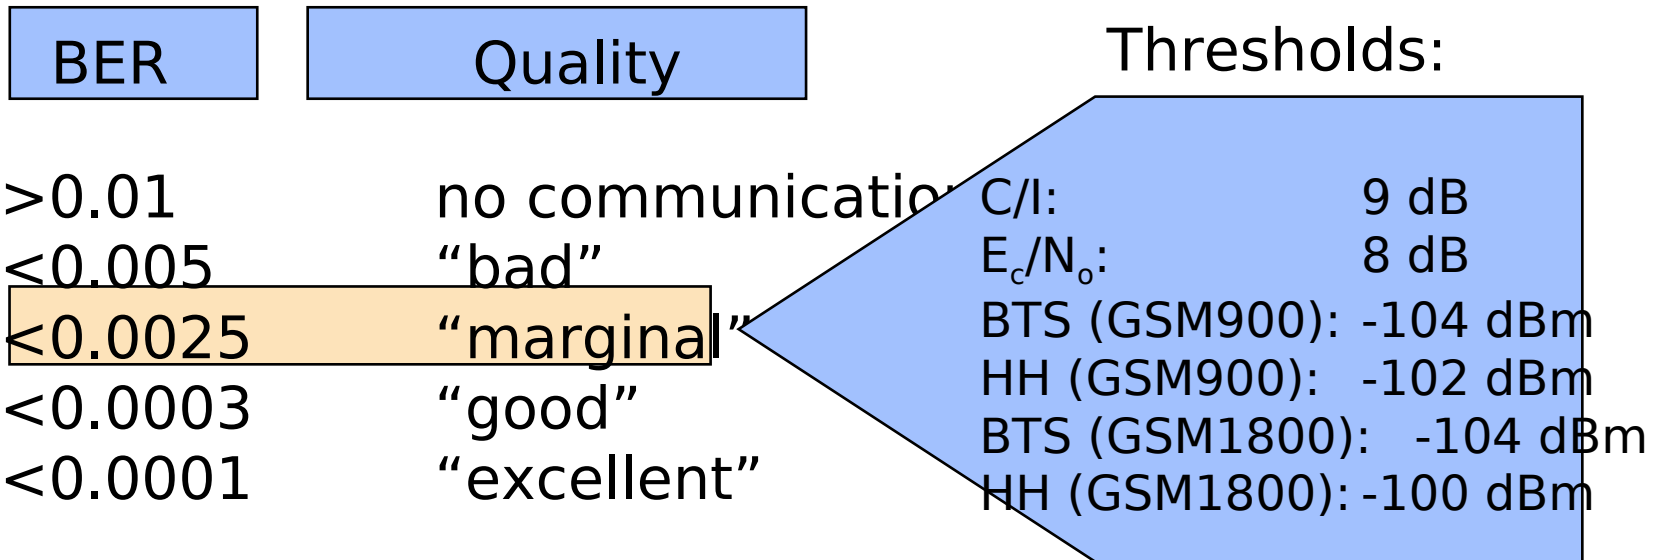 BER Quality
Thresholds:
>0.01 no communication
<0.005 “bad”
<0.0025 “marginal”
<0.0003 “good”
<0.0001 “excellent”
C/I: 9 dB
Ec/No: 8 dB
BTS (GSM900): -104 dBm
HH (GSM900): -102 dBm
BTS (GSM1800): -104 dBm
HH (GSM1800): -100 dBm